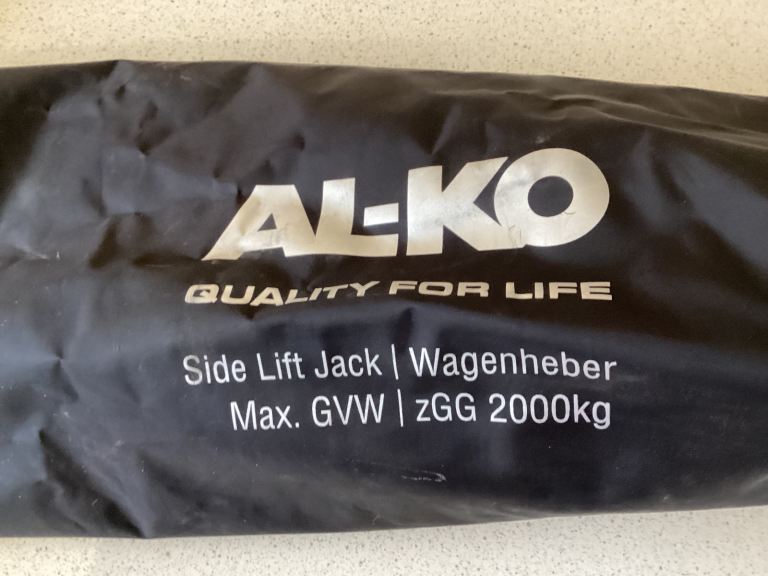 AL-KO
QUALITY FOR LIFE
Side Lift Jack | Wagenheber
Max. GVW | zGG 2000kg